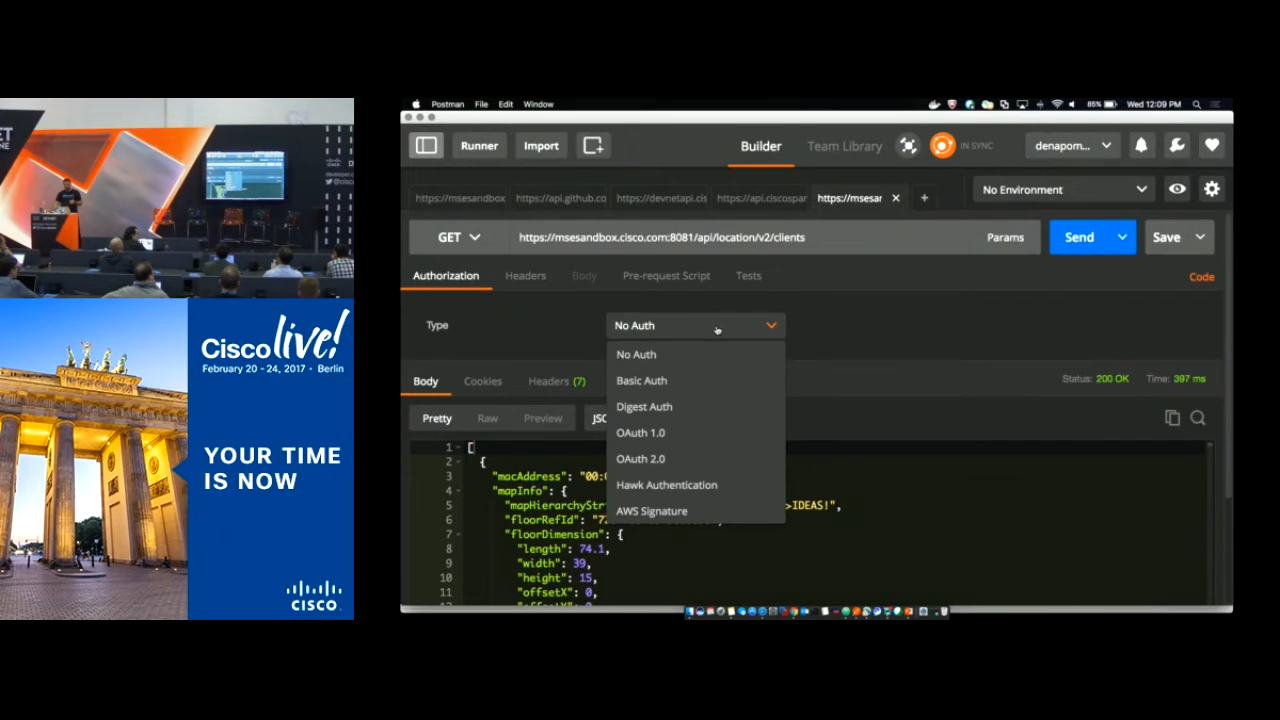 Postman File Edit Window
85% Wed 12:09 PM
Runner Import Builder Team Library IN SYNC denapom...
https://msesandbox https://api.github.co https://devnetapi.cis https://api.ciscospar https://msesar No Environment
GET https://msesandbox.cisco.com:8081/api/location/v2/clients Params Send Save
Authorization Headers Body Pre-request Script Tests Code
Type No Auth
No Auth
Basic Auth
Digest Auth
OAuth 1.0
OAuth 2.0
Hawk Authentication
AWS Signature
Body Cookies Headers (7) Status: 200 OK Time: 397 ms
Pretty Raw Preview JSO
1 [
2 {
3 "macAddress": "00:
4 "mapInfo": {
5 "mapHierarchyStr >IDEAS!",
6 "floorRefId": "72
7 "floorDimension": {
8 "length": 74.1,
9 "width": 39,
10 "height": 15,
11 "offsetX": 0,
Cisco live!
February 20 - 24, 2017 • Berlin
YOUR TIME
IS NOW
CISCO